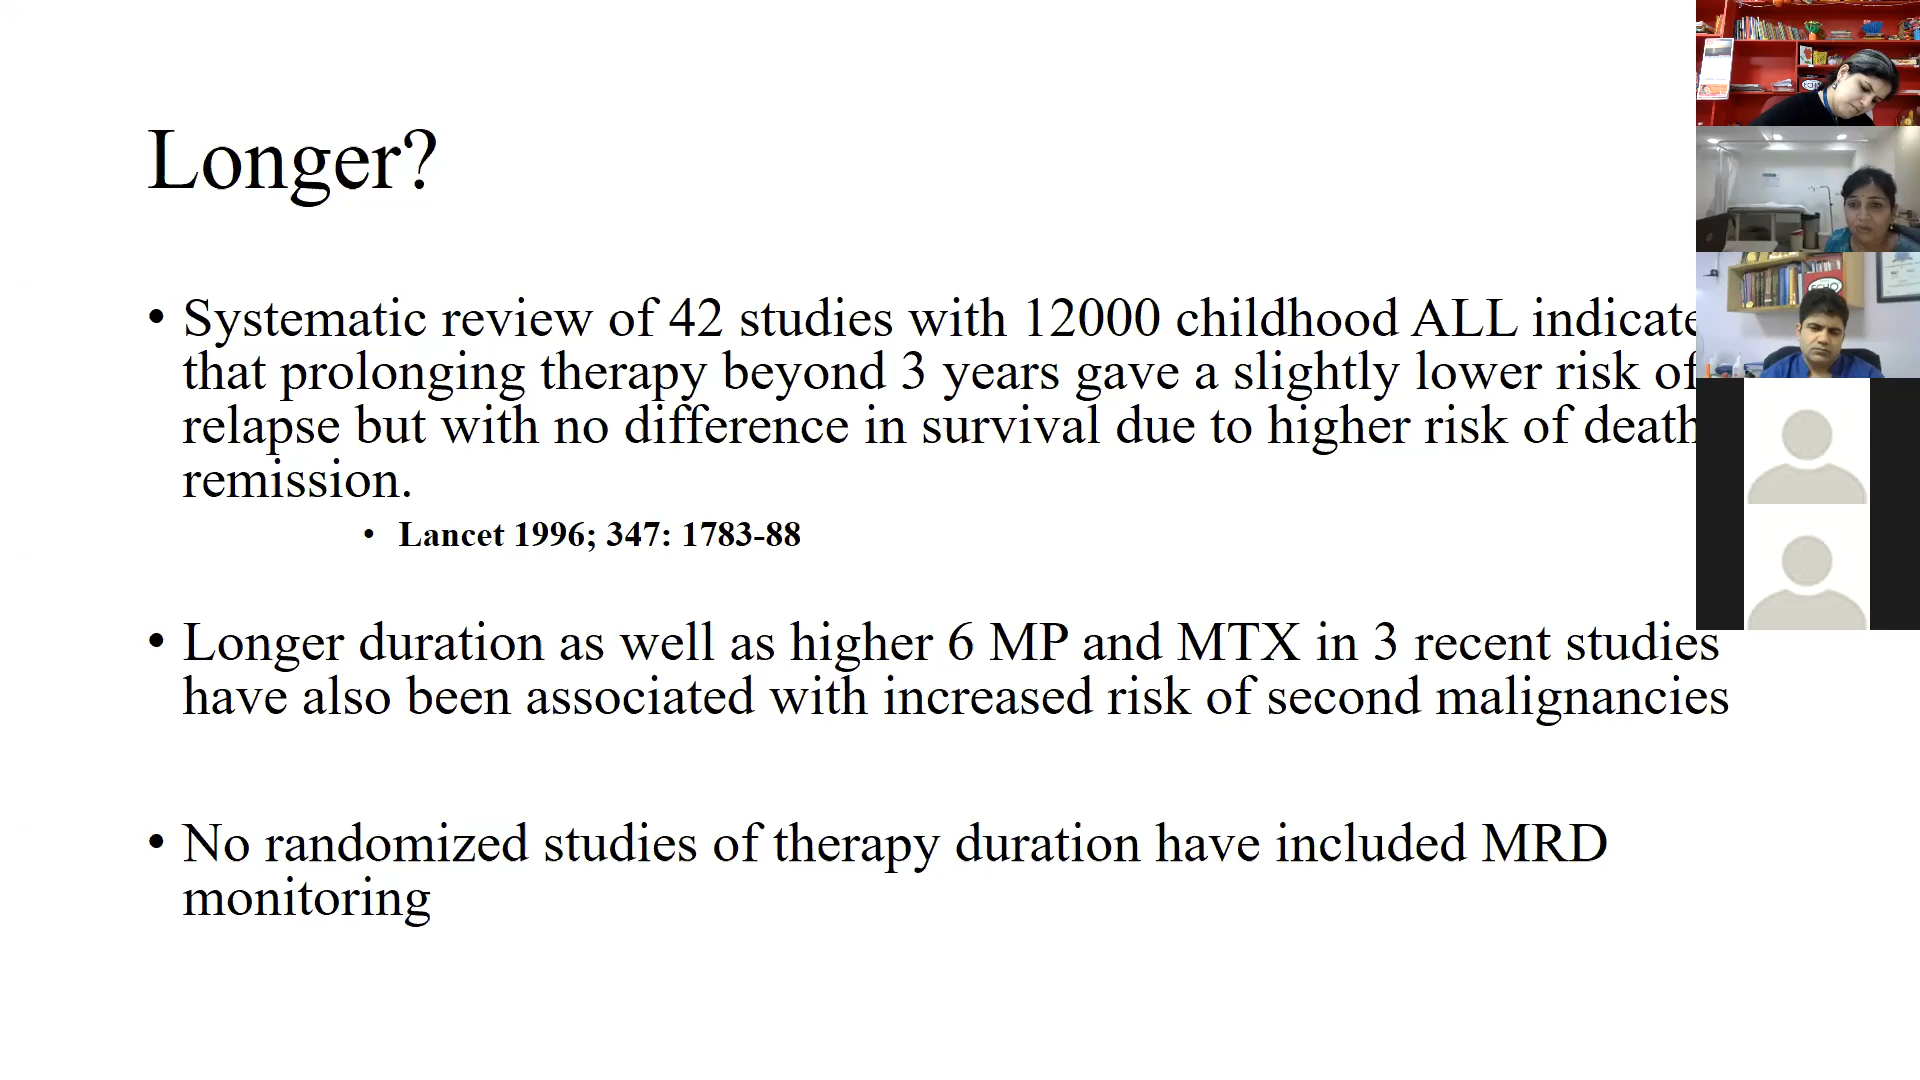 Longer?
• Systematic review of 42 studies with 12000 childhood ALL indicate
that prolonging therapy beyond 3 years gave a slightly lower risk of
relapse but with no difference in survival due to higher risk of death
remission.
• Lancet 1996; 347: 1783-88
• Longer duration as well as higher 6 MP and MTX in 3 recent studies
have also been associated with increased risk of second malignancies
• No randomized studies of therapy duration have included MRD
monitoring
ECHO